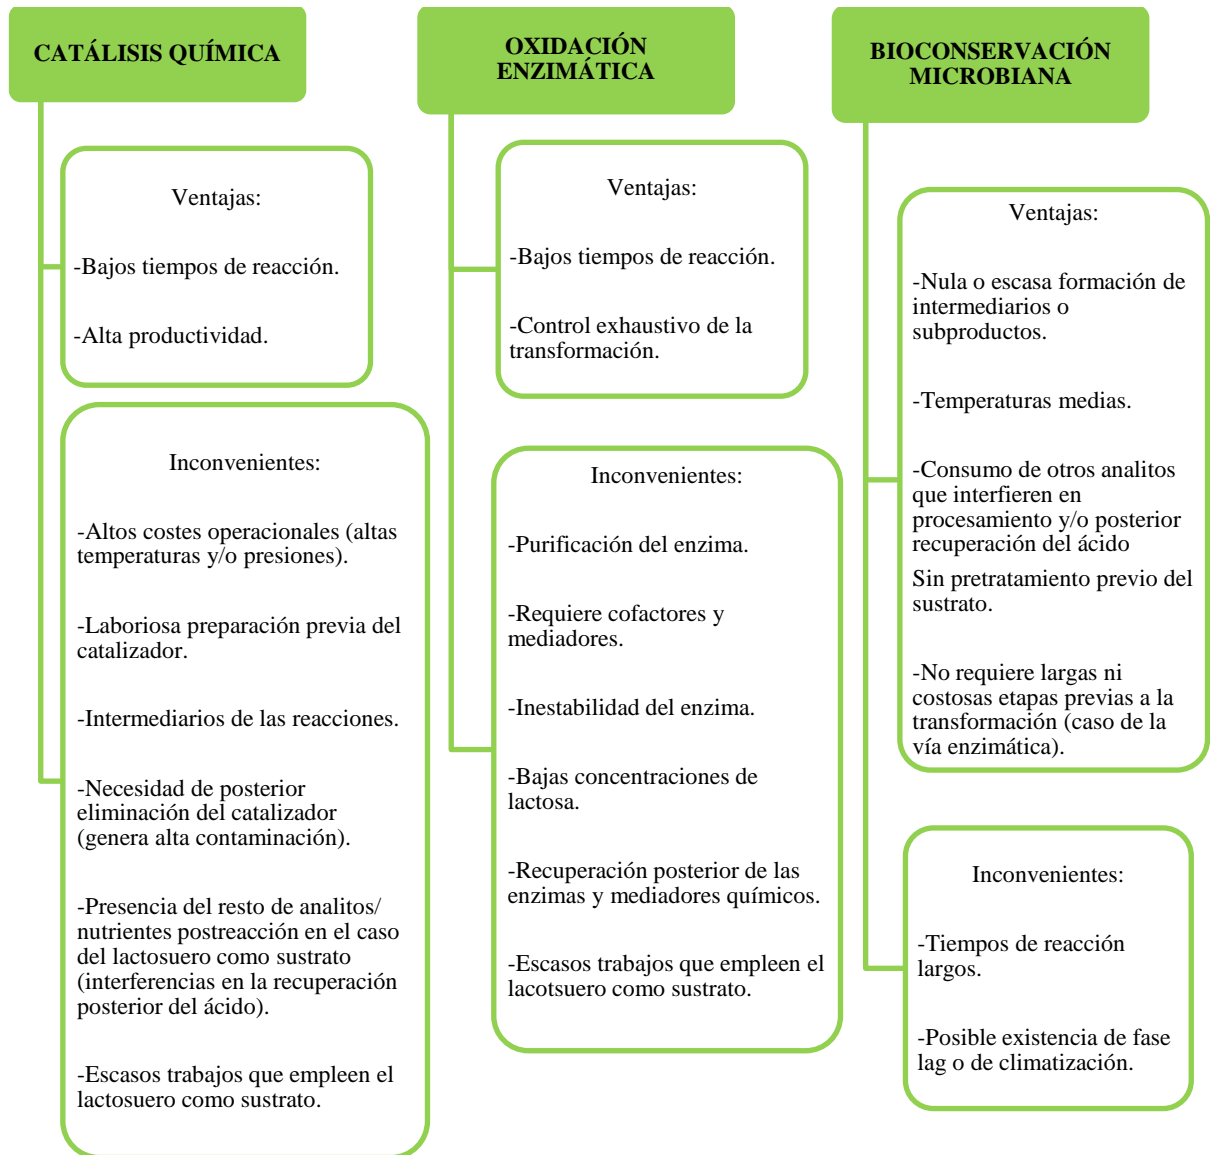 CATÁLISIS QUÍMICA
Ventajas:
-Bajos tiempos de reacción.
-Alta productividad.
Inconvenientes:
-Altos costes operacionales (altas
temperaturas y/o presiones).
-Laboriosa preparación previa del
catalizador.
-Intermediarios de las reacciones.
-Necesidad de posterior
eliminación del catalizador
(genera alta contaminación).
-Presencia del resto de analitos/
nutrientes postreacción en el caso
del lactosuero como sustrato
(interferencias en la recuperación
posterior del ácido).
-Escasos trabajos que empleen el
lactosuero como sustrato.
OXIDACIÓN
ENZIMÁTICA
Ventajas:
-Bajos tiempos de reacción.
-Control exhaustivo de la
transformación.
Inconvenientes:
-Purificación del enzima.
-Requiere cofactores y
mediadores.
-Inestabilidad del enzima.
-Bajas concentraciones de
lactosa.
-Recuperación posterior de las
enzimas y mediadores químicos.
-Escasos trabajos que empleen el
lacotsuero como sustrato.
BIOCONSERVACIÓN
MICROBIANA
Ventajas:
-Nula o escasa formación de
intermediarios o
subproductos.
-Temperaturas medias.
-Consumo de otros analitos
que interfieren en
procesamiento y/o posterior
recuperación del ácido
Sin pretratamiento previo del
sustrato.
-No requiere largas ni
costosas etapas previas a la
transformación (caso de la
vía enzimática).
Inconvenientes:
-Tiempos de reacción
largos.
-Posible existencia de fase
lag o de climatización.